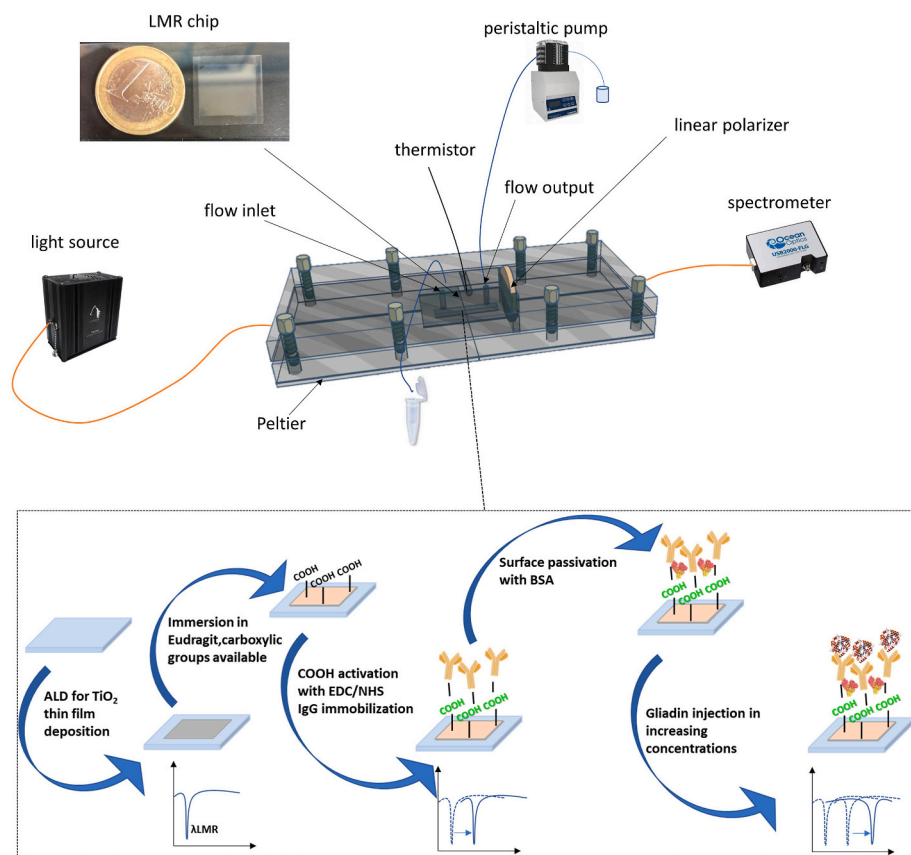 LMR chip
peristaltic pump
linear polarizer
thermistor
flow output
flow inlet
spectrometer
light source
Ocean
Optics
USB2000-FLG
Peltier
COOH
COOH
COOH
Immersion in
Eudragit,carboxylic
groups available
ALD for TiO₂
thin film
deposition
λLMR
COOH activation
with EDC/NHS
IgG immobilization
COOH
COOH
COOH
Surface passivation
with BSA
COOH
COOH
COOH
Gliadin injection in
increasing
concentrations
COOH
COOH
COOH